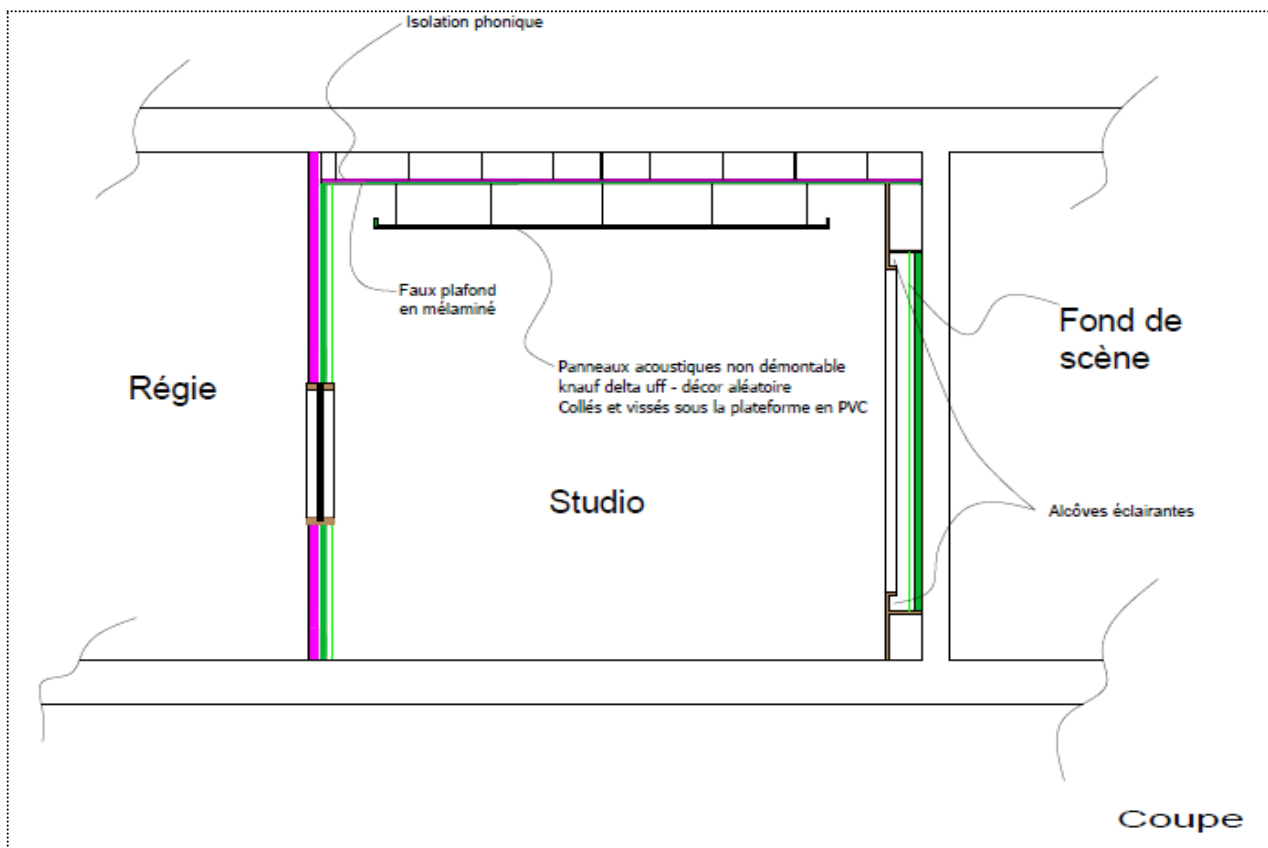 Isolation phonique
Faux plafond
en mélaminé
Fond de
scène
Panneaux acoustiques non démontable
knauf delta uff - décor aléatoire
Collés et vissés sous la plateforme en PVC
Régie
Studio
Alcôves éclairantes
Coupe